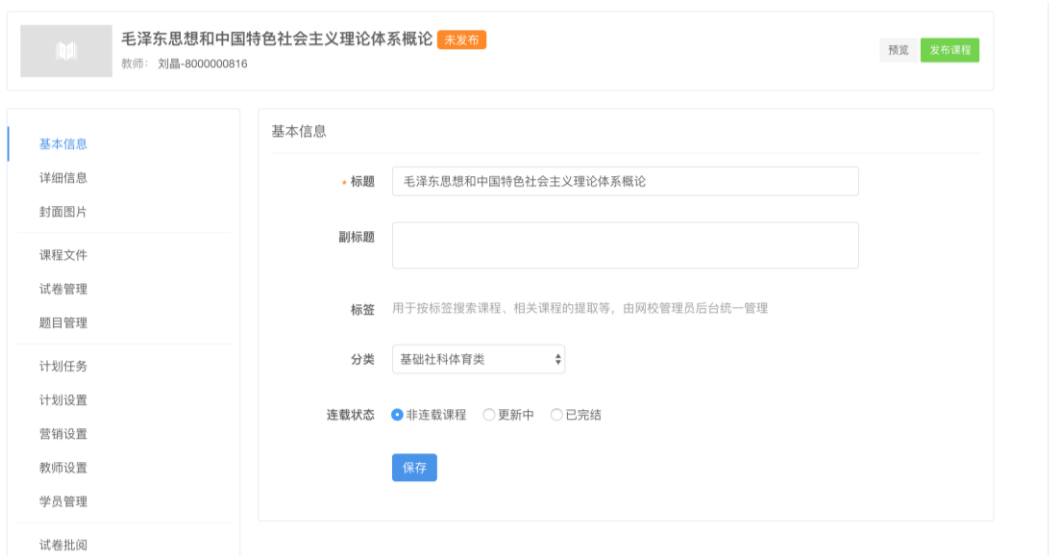 毛泽东思想和中国特色社会主义理论体系概论 未发布
教师： 刘晶-8000000816
预览 发布课程
基本信息
详细信息
封面图片
课程文件
试卷管理
题目管理
计划任务
计划设置
营销设置
教师设置
学员管理
试卷批阅
基本信息
* 标题 毛泽东思想和中国特色社会主义理论体系概论
副标题
标签 用于按标签搜索课程、相关课程的提取等，由网校管理员后台统一管理
分类 基础社科体育类
连载状态 非连载课程 更新中 已完结
保存